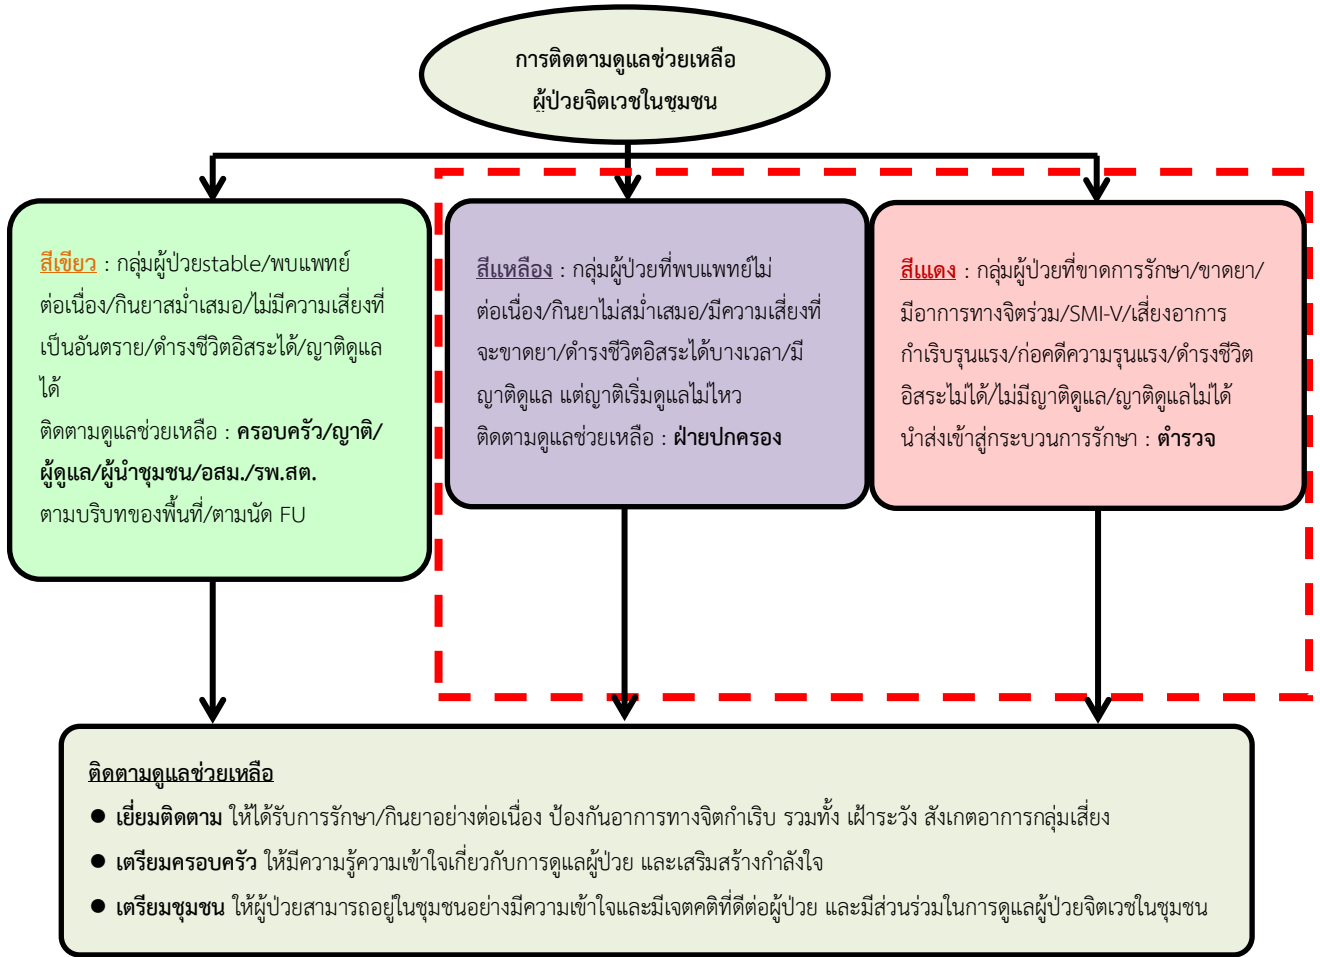 การติดตามดูแลช่วยเหลือ
ผู้ป่วยจิตเวชในชุมชน
สีเขียว : กลุ่มผู้ป่วยstable/พบแพทย์
ต่อเนื่อง/กินยาสม่ำเสมอ/ไม่มีความเสี่ยงที่
เป็นอันตราย/ดำรงชีวิตอิสระได้/ญาติดูแล
ได้
ติดตามดูแลช่วยเหลือ : ครอบครัว/ญาติ/
ผู้ดูแล/ผู้นำชุมชน/อสม./รพ.สต.
ตามบริบทของพื้นที่/ตามนัด FU
สีเหลือง : กลุ่มผู้ป่วยที่พบแพทย์ไม่
ต่อเนื่อง/กินยาไม่สม่ำเสมอ/มีความเสี่ยงที่
จะขาดยา/ดำรงชีวิตอิสระได้บางเวลา/มี
ญาติดูแล แต่ญาติเริ่มดูแลไม่ไหว
ติดตามดูแลช่วยเหลือ : ฝ่ายปกครอง
สีแดง : กลุ่มผู้ป่วยที่ขาดการรักษา/ขาดยา/
มีอาการทางจิตร่วม/SMI-V/เสี่ยงอาการ
กำเริบรุนแรง/ก่อคดีความรุนแรง/ดำรงชีวิต
อิสระไม่ได้/ไม่มีญาติดูแล/ญาติดูแลไม่ได้
นำส่งเข้าสู่กระบวนการรักษา : ตำรวจ
ติดตามดูแลช่วยเหลือ
● เยี่ยมติดตาม ให้ได้รับการรักษา/กินยาอย่างต่อเนื่อง ป้องกันอาการทางจิตกำเริบ รวมทั้ง เฝ้าระวัง สังเกตอาการกลุ่มเสี่ยง
● เตรียมครอบครัว ให้มีความรู้ความเข้าใจเกี่ยวกับการดูแลผู้ป่วย และเสริมสร้างกำลังใจ
● เตรียมชุมชน ให้ผู้ป่วยสามารถอยู่ในชุมชนอย่างมีความเข้าใจและมีเจตคติที่ดีต่อผู้ป่วย และมีส่วนร่วมในการดูแลผู้ป่วยจิตเวชในชุมชน